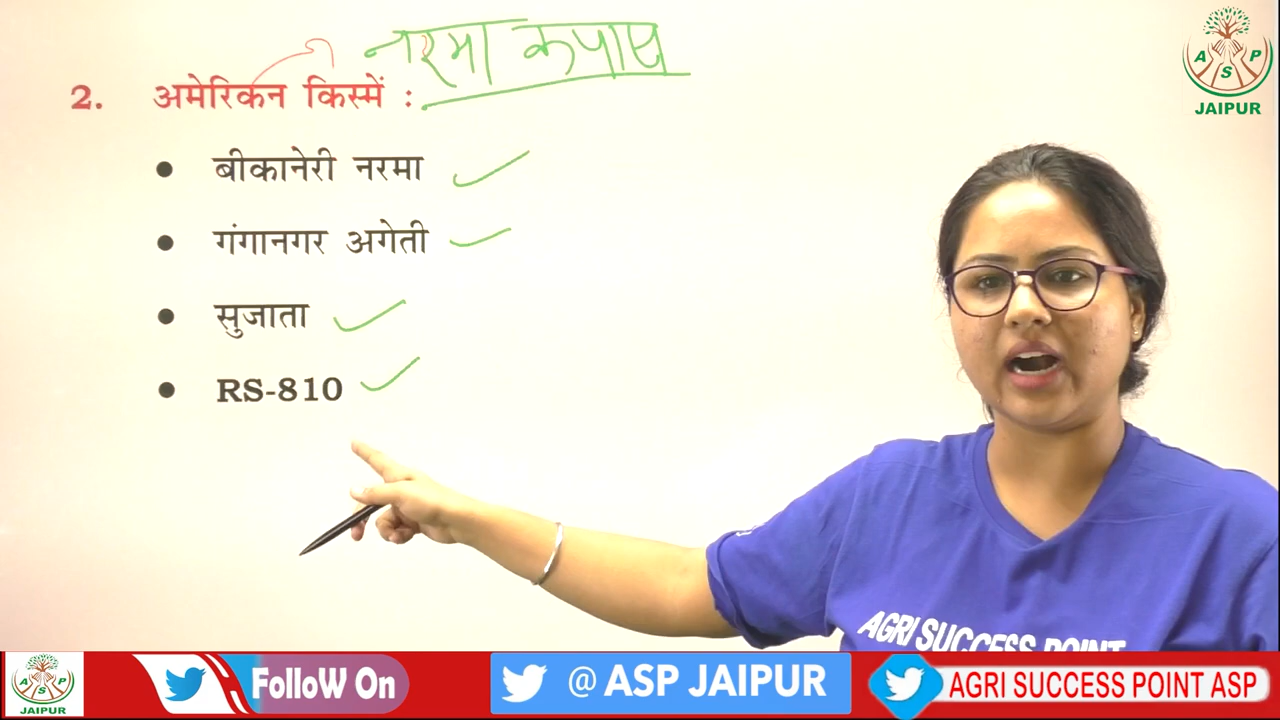 नरमा कपास
2. अमेरिकन किस्में :
• बीकानेरी नरमा
• गंगानगर अगेती
• सुजाता
• RS-810
A S P
JAIPUR
AGRI SUCCESS POINT
A S P
JAIPUR
FolloW On
@ ASP JAIPUR
AGRI SUCCESS POINT ASP